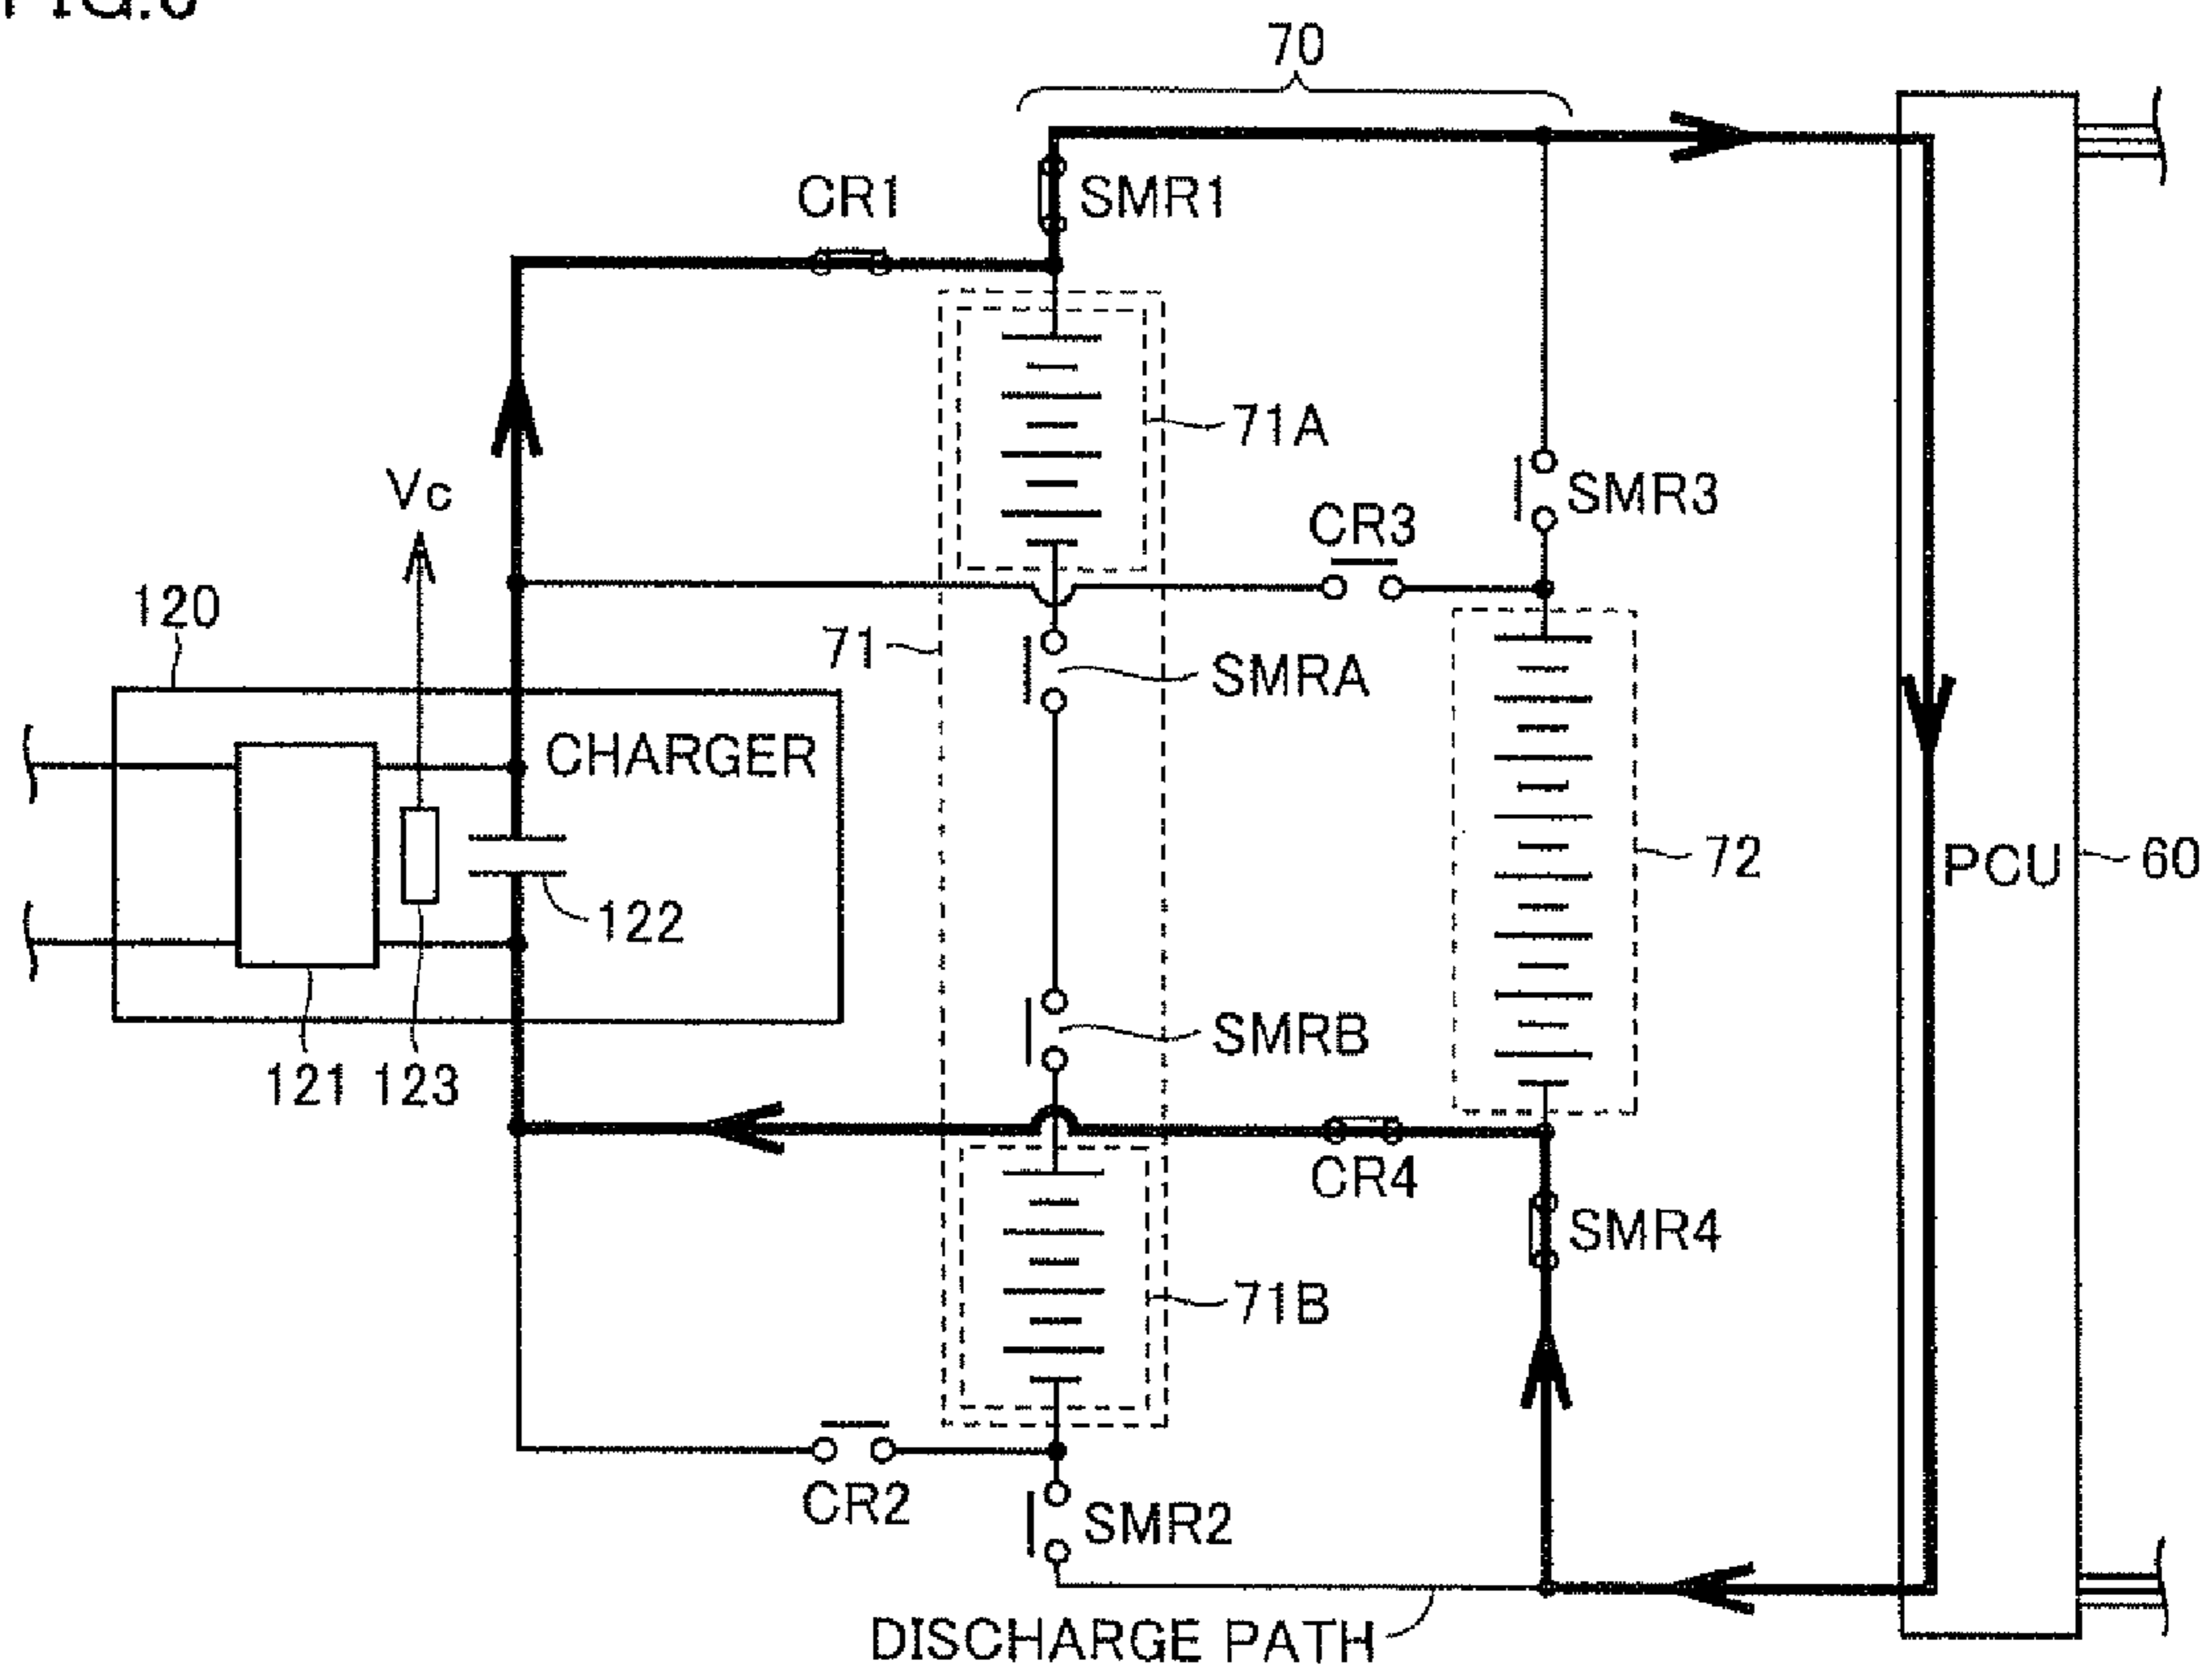 70
CR1
SMR1
71A
Vc
SMR3
CR3
120
71
SMRA
CHARGER
72
PCU
60
122
SMRB
121
123
CR4
SMR4
71B
CR2
SMR2
DISCHARGE PATH